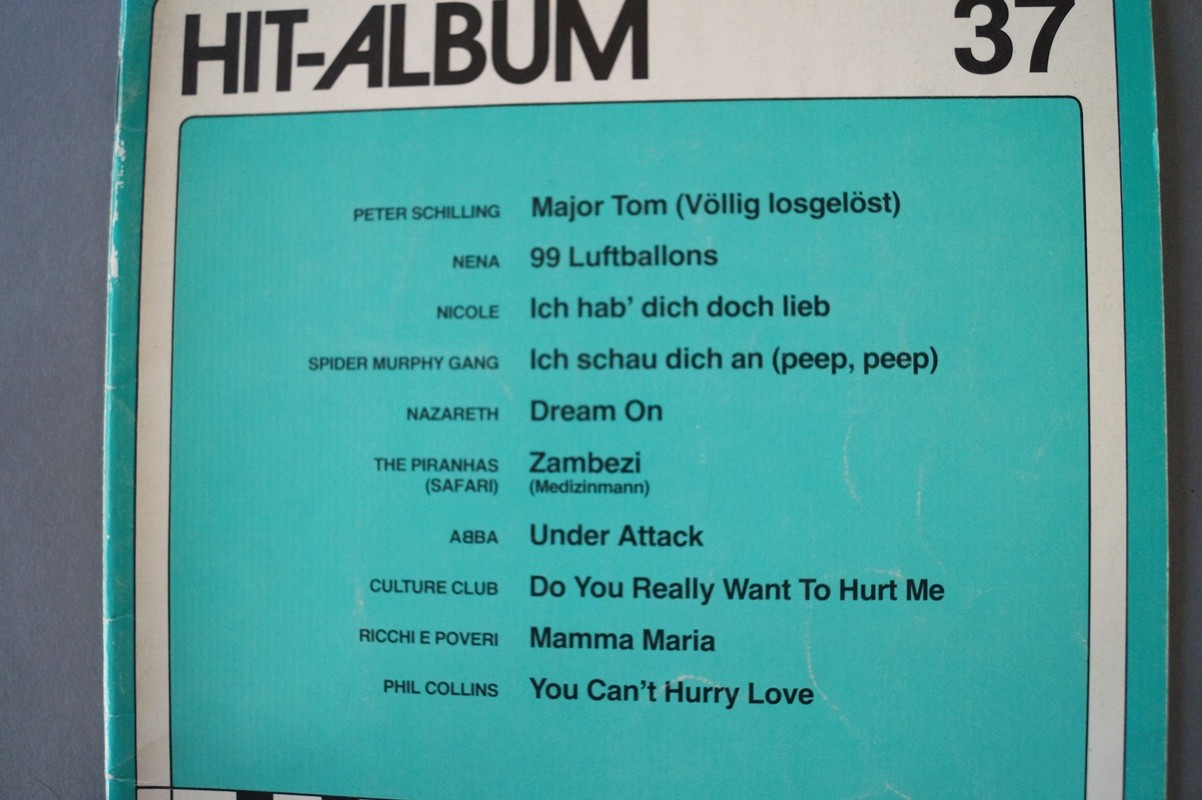 HIT-ALBUM 37
PETER SCHILLING Major Tom (Völlig losgelöst)
NENA 99 Luftballons
NICOLE Ich hab’ dich doch lieb
SPIDER MURPHY GANG Ich schau dich an (peep, peep)
NAZARETH Dream On
THE PIRANHAS Zambezi
(SAFARI) (Medizinmann)
ABBA Under Attack
CULTURE CLUB Do You Really Want To Hurt Me
RICCHI E POVERI Mamma Maria
PHIL COLLINS You Can’t Hurry Love